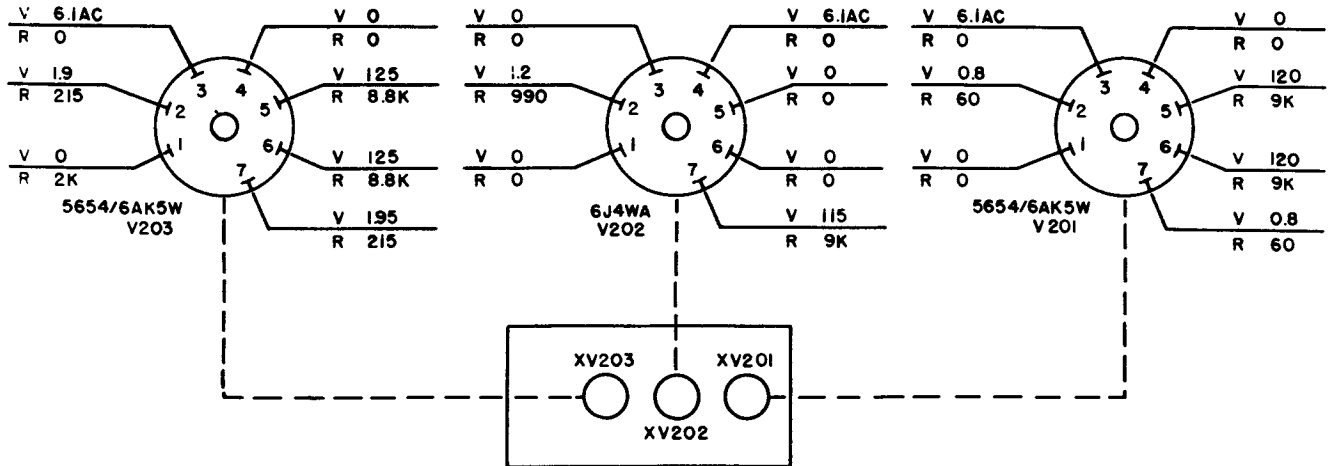 V 6.1AC
R 0
V 1.9
R 215
V 0
R 2K
V 0
R 0
V 125
R 8.8K
V 125
R 8.8K
V 1.95
R 215
1 2 3 4 5 6 7
5654/6AK5W
V203
V 0
R 0
V 1.2
R 990
V 0
R 0
V 6.1AC
R 0
V 0
R 0
V 0
R 0
V 115
R 9K
1 2 3 4 5 6 7
6J4WA
V202
V 6.1AC
R 0
V 0.8
R 60
V 0
R 0
V 0
R 0
V 120
R 9K
V 120
R 9K
V 0.8
R 60
1 2 3 4 5 6 7
5654/6AK5W
V201
XV203
XV201
XV202